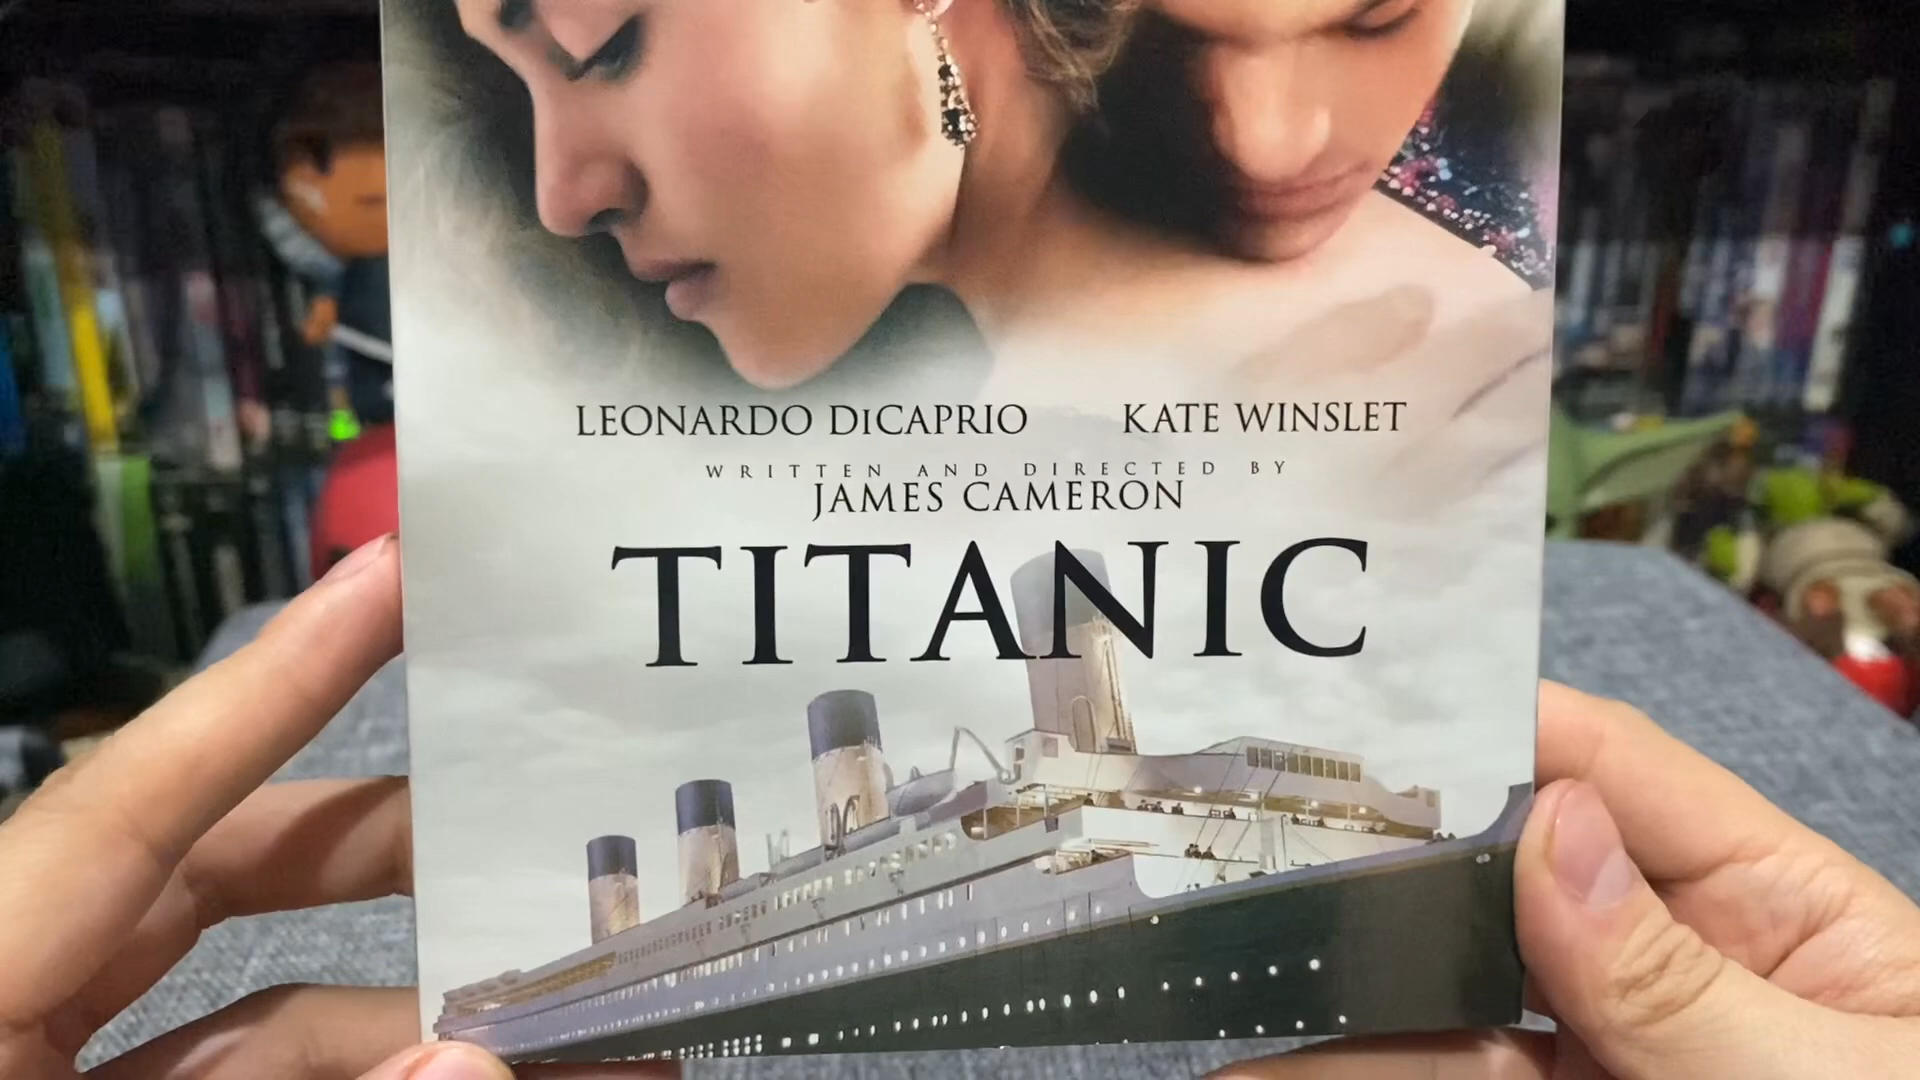 LEONARDO DiCAPRIO KATE WINSLET
WRITTEN AND DIRECTED BY
JAMES CAMERON
TITANIC